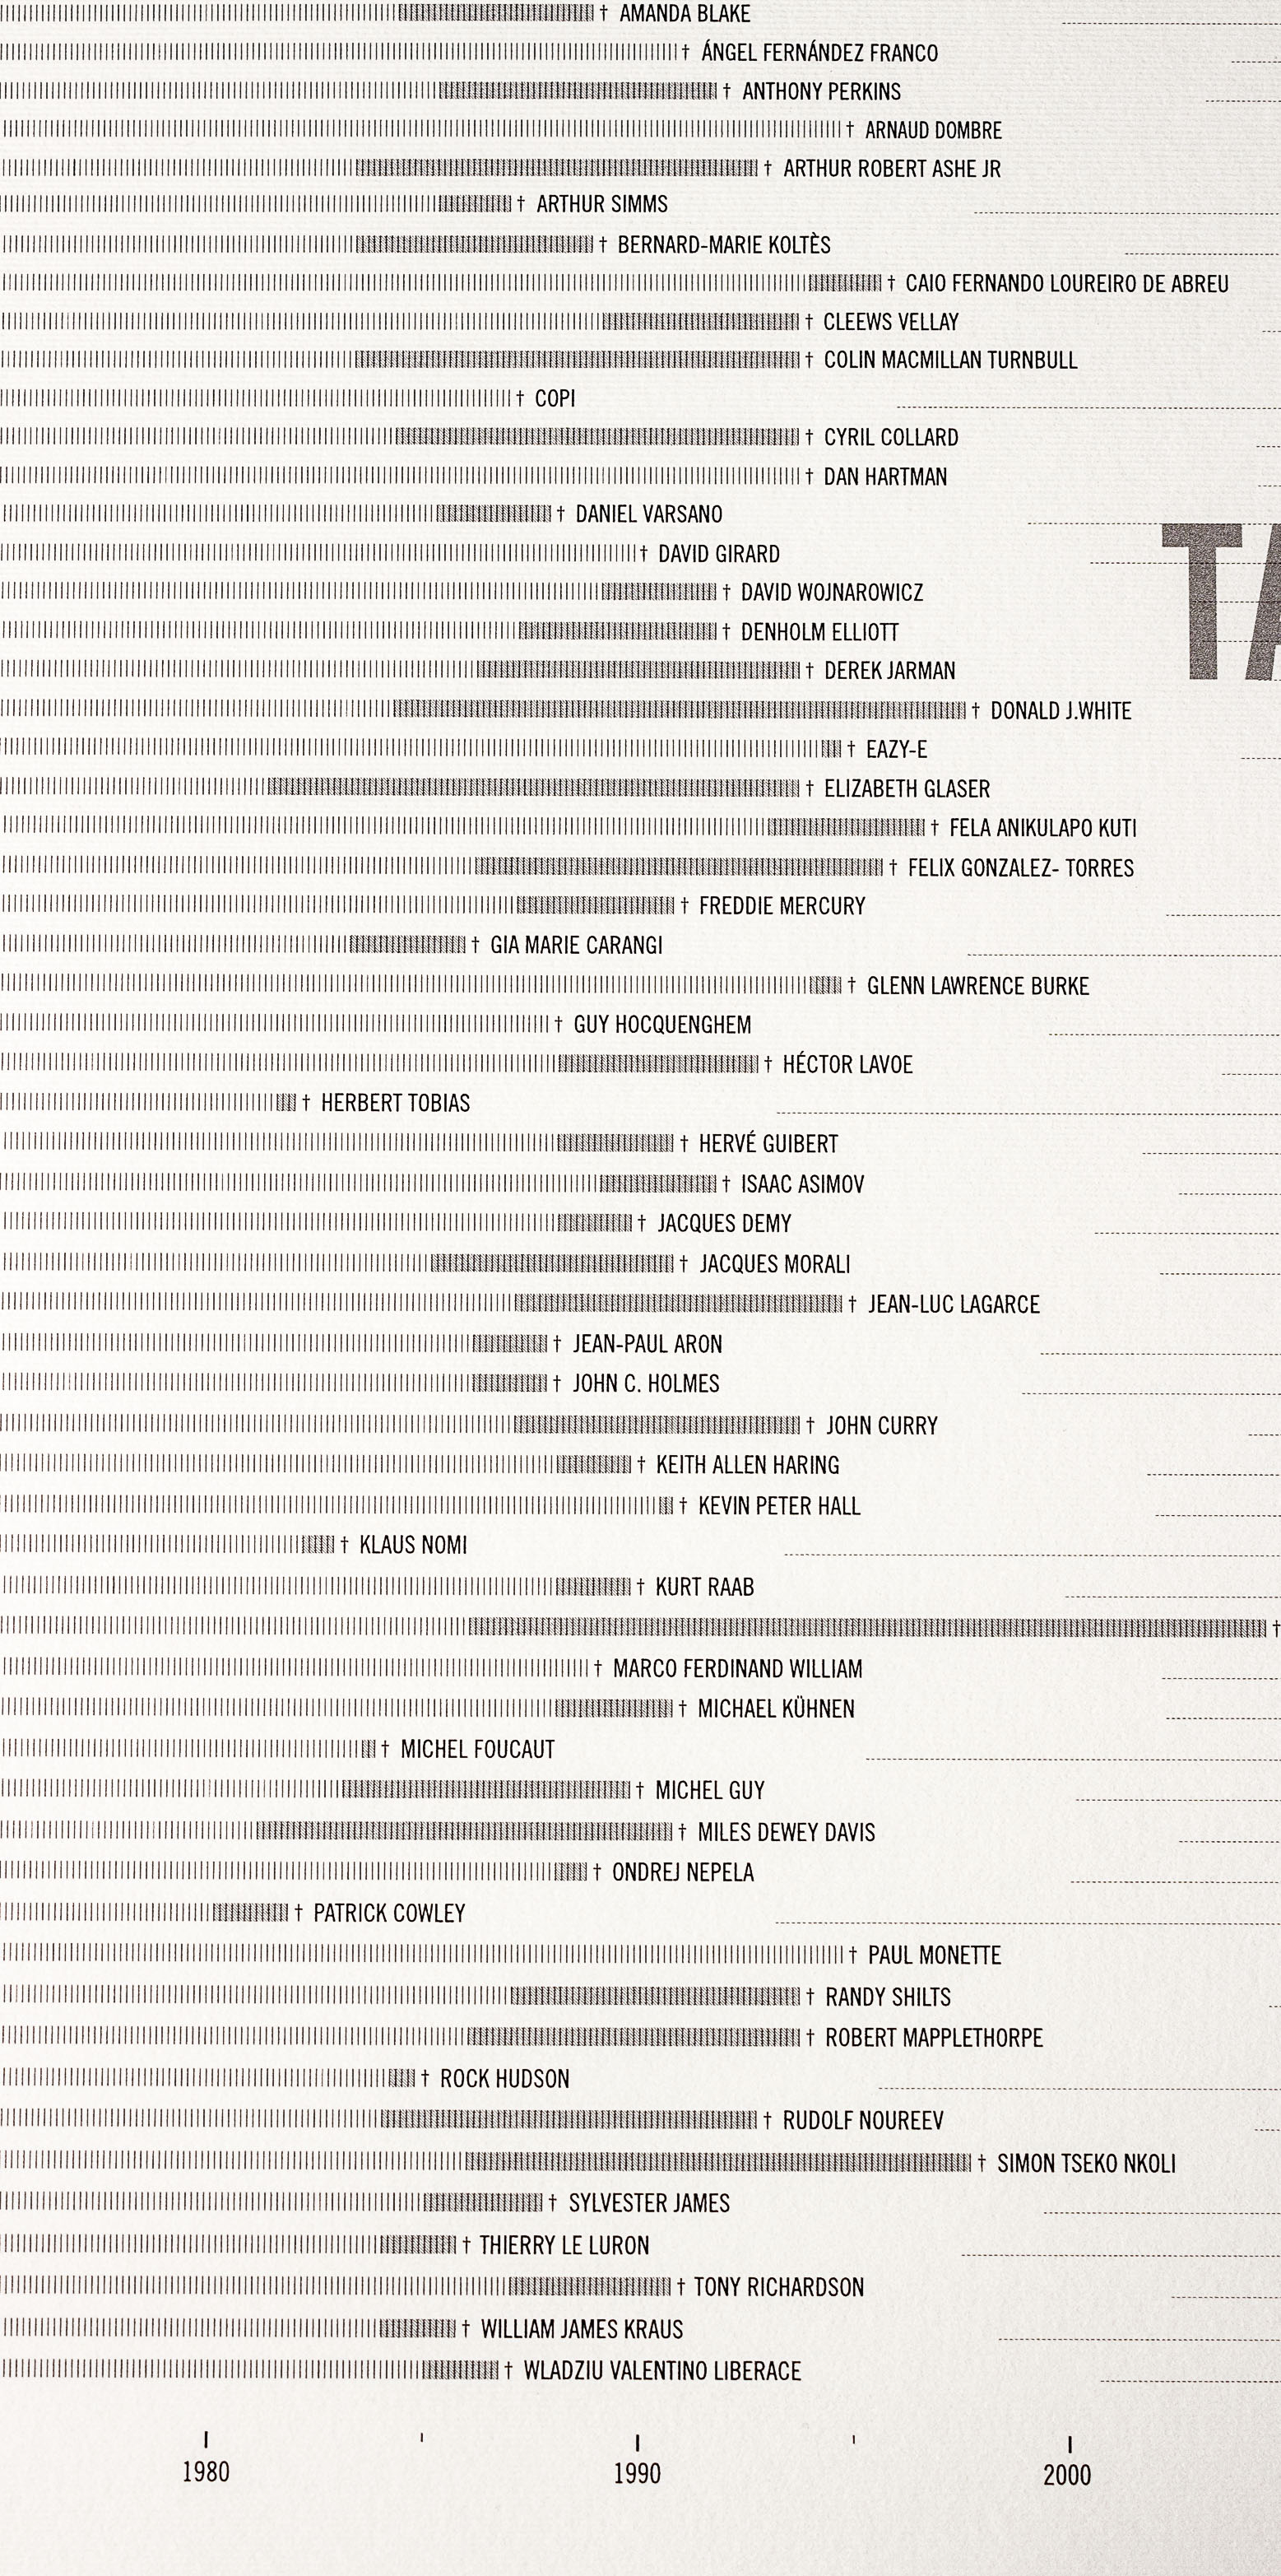 † AMANDA BLAKE
† ÁNGEL FERNÁNDEZ FRANCO
† ANTHONY PERKINS
† ARNAUD DOMBRE
† ARTHUR ROBERT ASHE JR
† ARTHUR SIMMS
† BERNARD-MARIE KOLTÈS
† CAIO FERNANDO LOUREIRO DE ABREU
† CLEEWS VELLAY
† COLIN MACMILLAN TURNBULL
† COPI
† CYRIL COLLARD
† DAN HARTMAN
† DANIEL VARSANO
† DAVID GIRARD
TA
† DAVID WOJNAROWICZ
† DENHOLM ELLIOTT
† DEREK JARMAN
† DONALD J.WHITE
† EAZY-E
† ELIZABETH GLASER
† FELA ANIKULAPO KUTI
† FELIX GONZALEZ- TORRES
† FREDDIE MERCURY
† GIA MARIE CARANGI
† GLENN LAWRENCE BURKE
† GUY HOCQUENGHEM
† HÉCTOR LAVOE
† HERBERT TOBIAS
† HERVÉ GUIBERT
† ISAAC ASIMOV
† JACQUES DEMY
† JACQUES MORALI
† JEAN-LUC LAGARCE
† JEAN-PAUL ARON
† JOHN C. HOLMES
† JOHN CURRY
† KEITH ALLEN HARING
† KEVIN PETER HALL
† KLAUS NOMI
† KURT RAAB
†
† MARCO FERDINAND WILLIAM
† MICHAEL KÜHNEN
† MICHEL FOUCAUT
† MICHEL GUY
† MILES DEWEY DAVIS
† ONDREJ NEPELA
† PATRICK COWLEY
† PAUL MONETTE
† RANDY SHILTS
† ROBERT MAPPLETHORPE
† ROCK HUDSON
† RUDOLF NOUREEV
† SIMON TSEKO NKOLI
† SYLVESTER JAMES
† THIERRY LE LURON
† TONY RICHARDSON
† WILLIAM JAMES KRAUS
† WLADZIU VALENTINO LIBERACE
1980 1990 2000